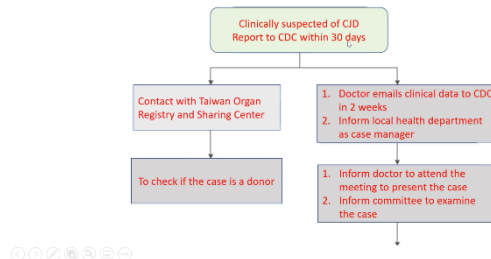 Clinically suspected of CJD
Report to CDC within 30 days
Contact with Taiwan Organ
Registry and Sharing Center
1. Doctor emails clinical data to CDC
in 2 weeks
2. Inform local health department
as case manager
To check if the case is a donor
1. Inform doctor to attend the
meeting to present the case
2. Inform committee to examine
the case